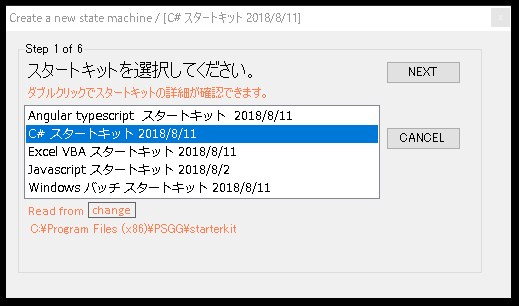 Create a new state machine / [C# スタートキット 2018/8/11]
Step 1 of 6
スタートキットを選択してください。
NEXT
ダブルクリックでスタートキットの詳細が確認できます。
Angular typescript スタートキット 2018/8/11
C# スタートキット 2018/8/11
CANCEL
Excel VBA スタートキット 2018/8/11
Javascript スタートキット 2018/8/2
Windows バッチ スタートキット 2018/8/11
Read from change
C:¥Program Files (x86)¥PSGG¥starterkit